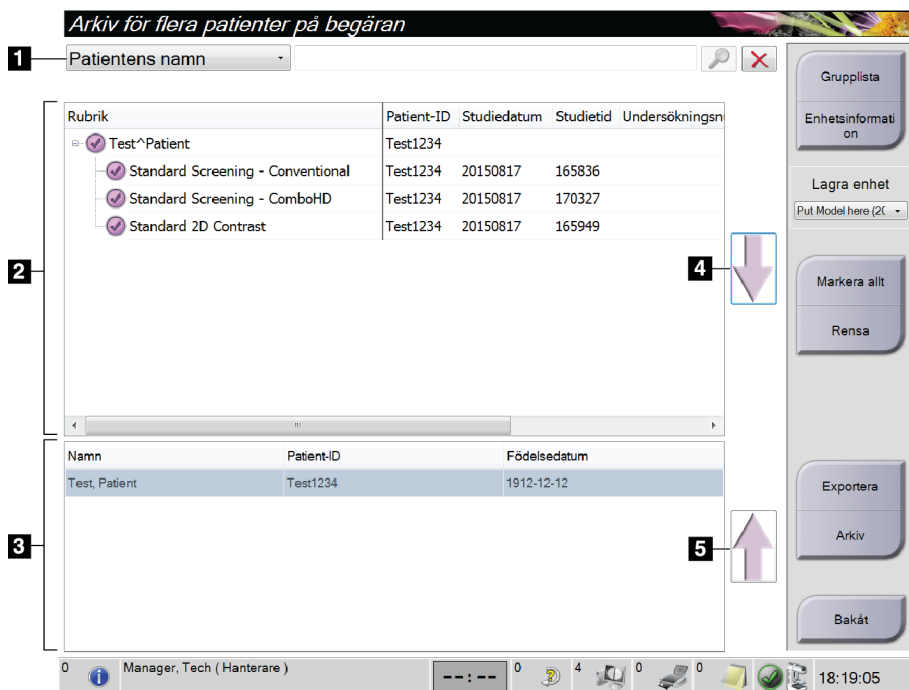 Arkiv för flera patienter på begäran
1
Patientens namn
Grupplista
Enhetsinformati
on
Lagra enhet
Put Model here (20
Markera allt
Rensa
2
Rubrik Patient-ID Studiedatum Studietid Undersökningsn
Test^Patient Test1234
Standard Screening - Conventional Test1234 20150817 165836
Standard Screening - ComboHD Test1234 20150817 170327
Standard 2D Contrast Test1234 20150817 165949
4
3
Namn Patient-ID Födelsedatum
Test, Patient Test1234 1912-12-12
5
Exportera
Arkiv
Bakåt
0 Manager, Tech ( Hanterare ) --:-- 0 4 0 0 18:19:05